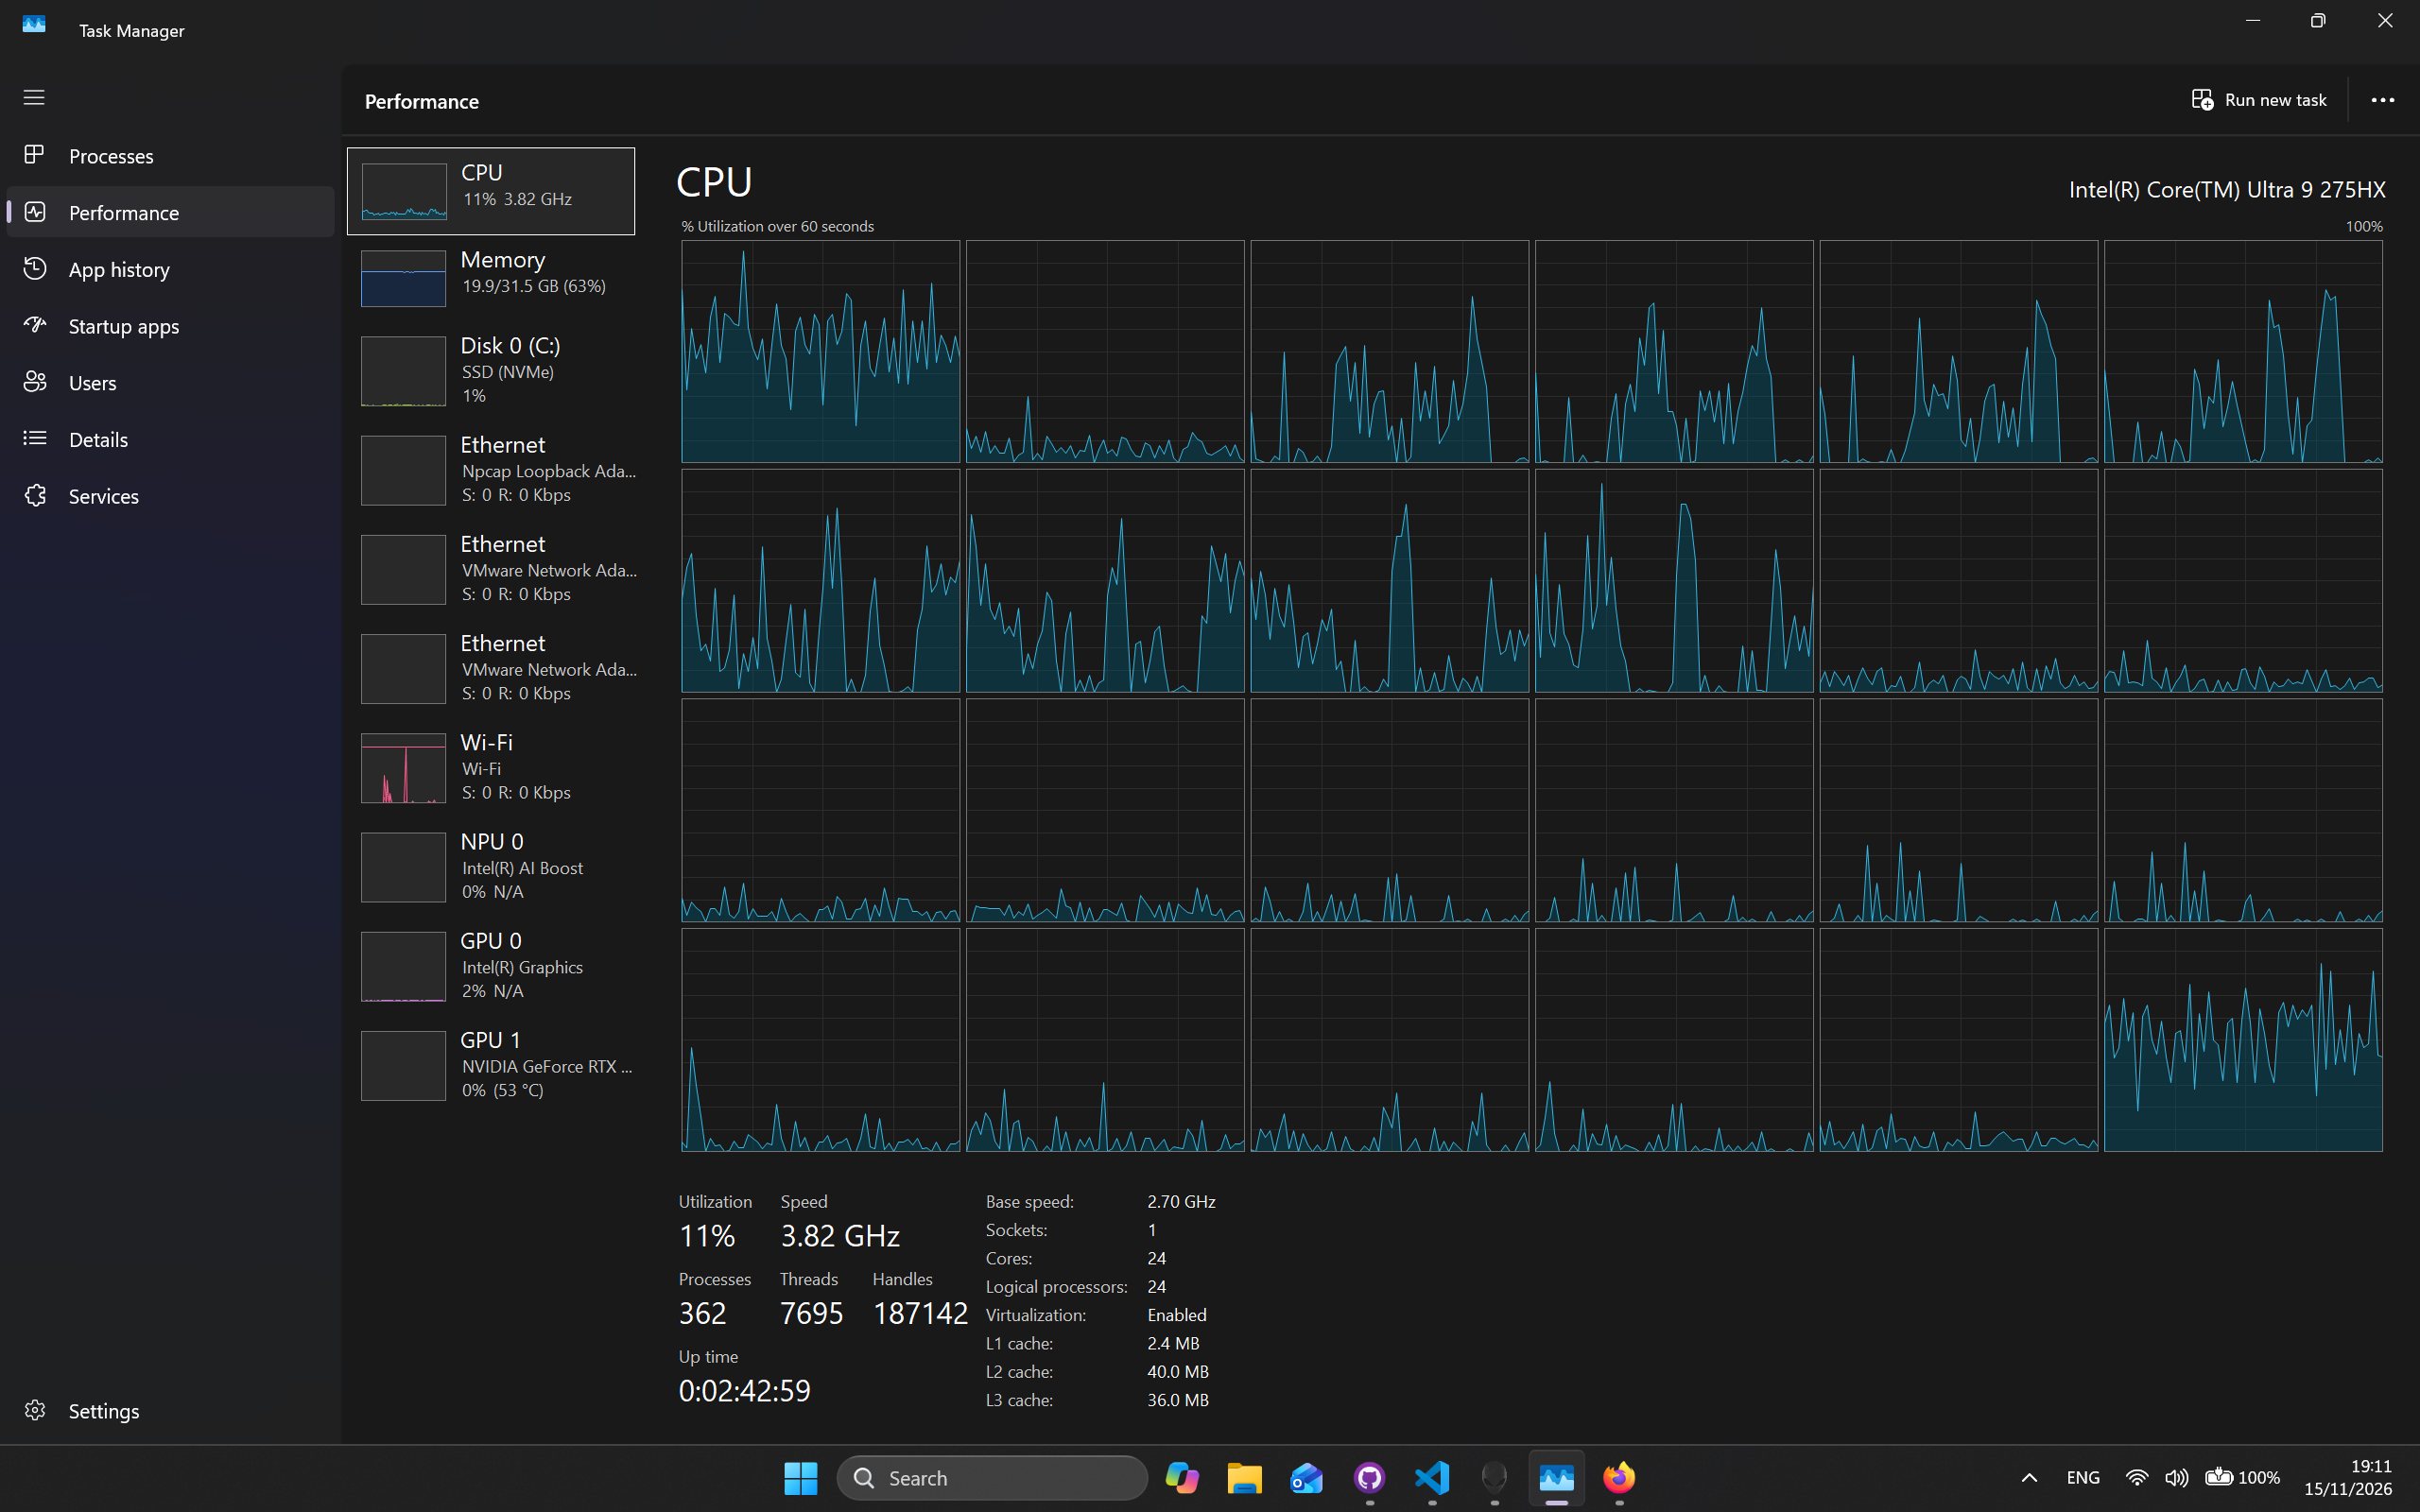 Task Manager
Performance
Run new task
Processes
Performance
App history
Startup apps
Users
Details
Services
Settings
CPU
11% 3.82 GHz
Memory
19.9/31.5 GB (63%)
Disk 0 (C:)
SSD (NVMe)
1%
Ethernet
Npcap Loopback Ada...
S: 0 R: 0 Kbps
Ethernet
VMware Network Ada...
S: 0 R: 0 Kbps
Ethernet
VMware Network Ada...
S: 0 R: 0 Kbps
Wi-Fi
Wi-Fi
S: 0 R: 0 Kbps
NPU 0
Intel(R) AI Boost
0% N/A
GPU 0
Intel(R) Graphics
2% N/A
GPU 1
NVIDIA GeForce RTX ...
0% (53 °C)
CPU
Intel(R) Core(TM) Ultra 9 275HX
% Utilization over 60 seconds
100%
Utilization Speed
11% 3.82 GHz
Processes Threads Handles
362 7695 187142
Up time
0:02:42:59
Base speed: 2.70 GHz
Sockets: 1
Cores: 24
Logical processors: 24
Virtualization: Enabled
L1 cache: 2.4 MB
L2 cache: 40.0 MB
L3 cache: 36.0 MB
Search
ENG
100%
19:11
15/11/2026